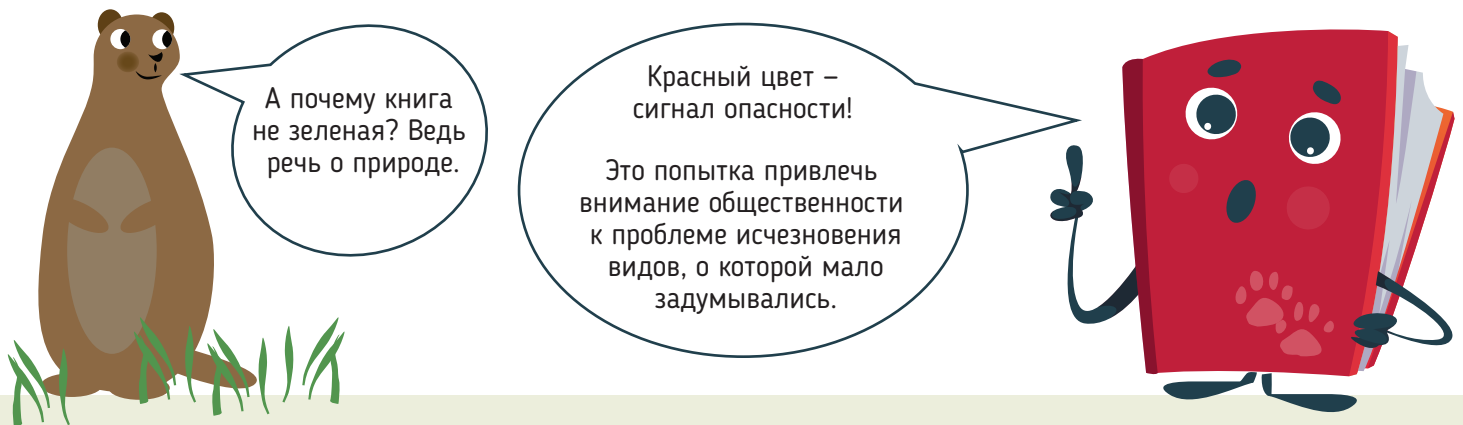 А почему книга
не зеленая? Ведь
речь о природе.
Красный цвет –
сигнал опасности!
Это попытка привлечь
внимание общественности
к проблеме исчезновения
видов, о которой мало
задумывались.